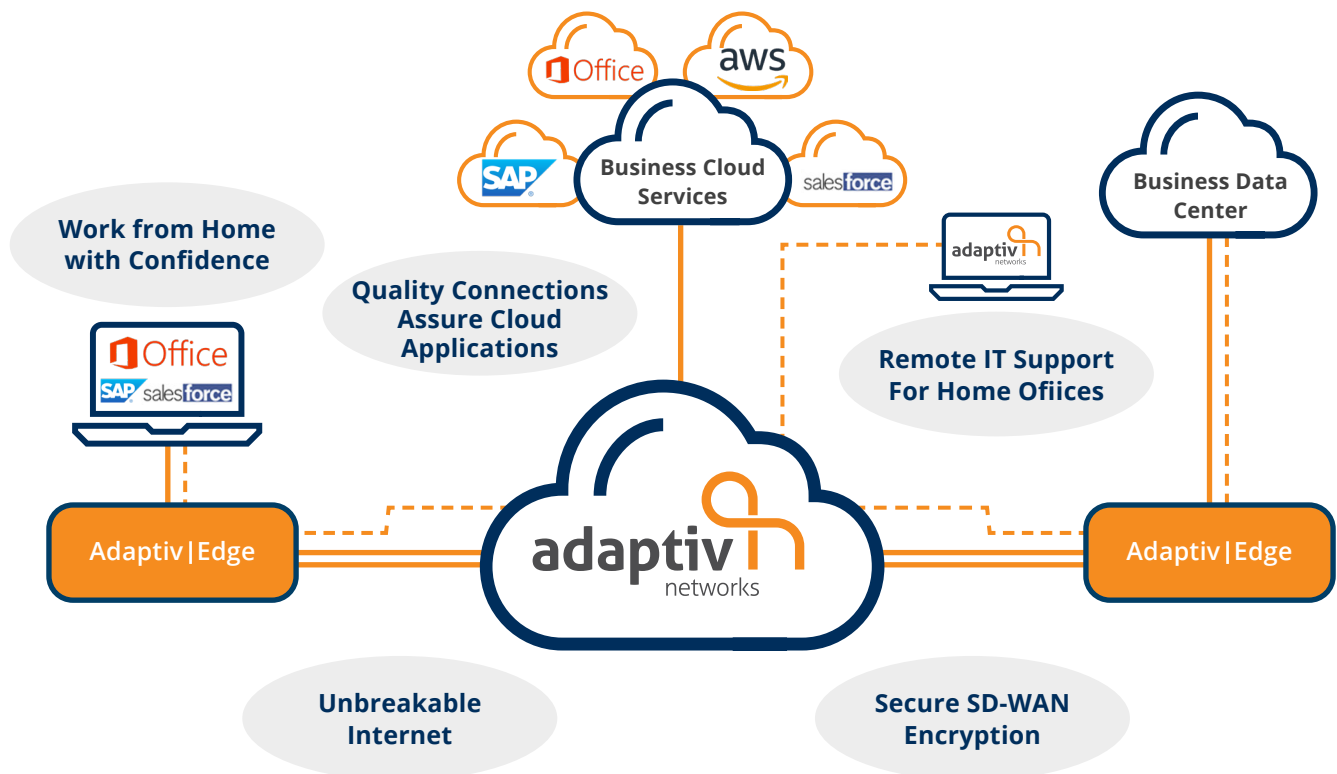 Office
aws
SAP
Business Cloud
Services
salesforce
Business Data
Center
Work from Home
with Confidence
adaptiv
networks
Quality Connections
Assure Cloud
Applications
Office
SAP salesforce
Remote IT Support
For Home Ofiices
Adaptiv|Edge
adaptiv
networks
Adaptiv|Edge
Unbreakable
Internet
Secure SD-WAN
Encryption